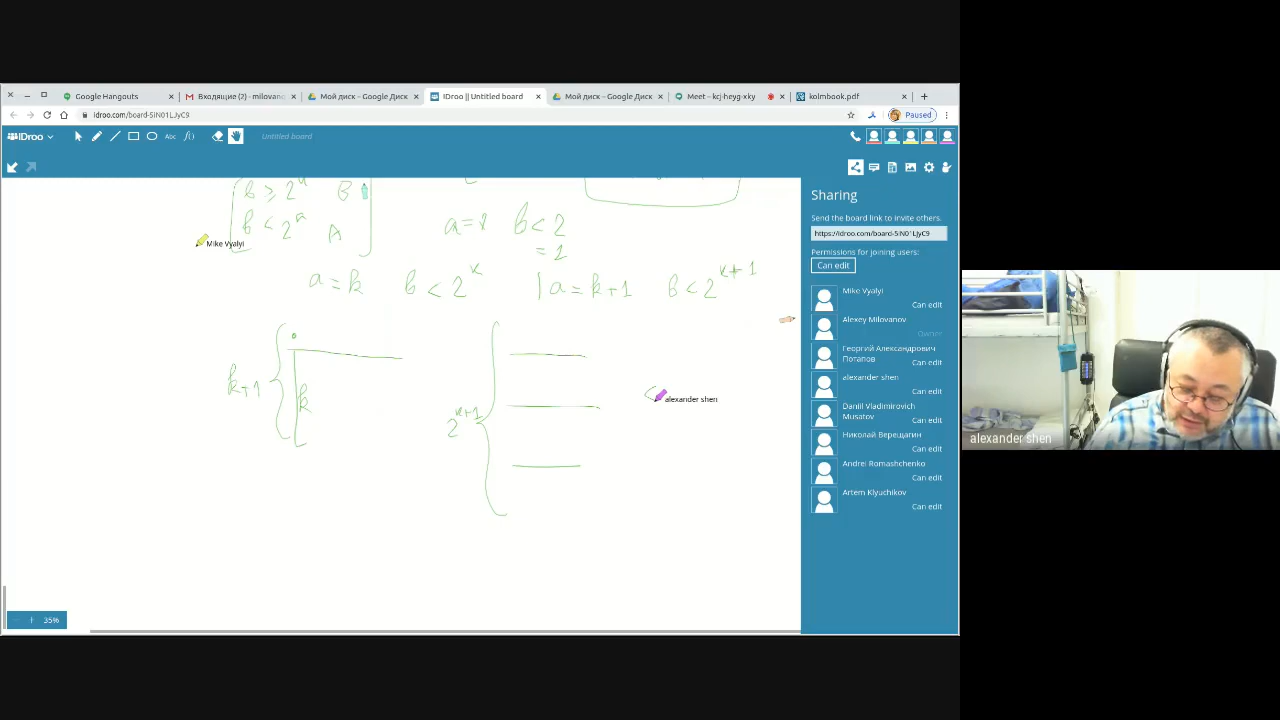 Google Hangouts
Входящие (2) - milovano
Мой диск – Google Диск
IDroo || Untitled board
Мой диск – Google Диск
Meet – kcj-heyg-xky
kolmbook.pdf
idroo.com/board-5iN01LJyC9
Paused
IDroo
Abc
Untitled board
Sharing
Send the board link to invite others.
https://idroo.com/board-5iN01LJyC9
Permissions for joining users:
Can edit
Mike Vyalyi
Can edit
Alexey Milovanov
Owner
Георгий Александрович
Потапов
Can edit
alexander shen
Can edit
Daniil Vladimirovich
Musatov
Can edit
Николай Верещагин
Can edit
Andrei Romashchenko
Can edit
Artem Klyuchikov
Can edit
b ≥ 2^a B
b < 2^a A
Mike Vyalyi
b < 2
= 1
a = k b < 2^k | a = k+1 b < 2^{k+1}
k+1
k
2^{k+1}
alexander shen
35%
alexander shen